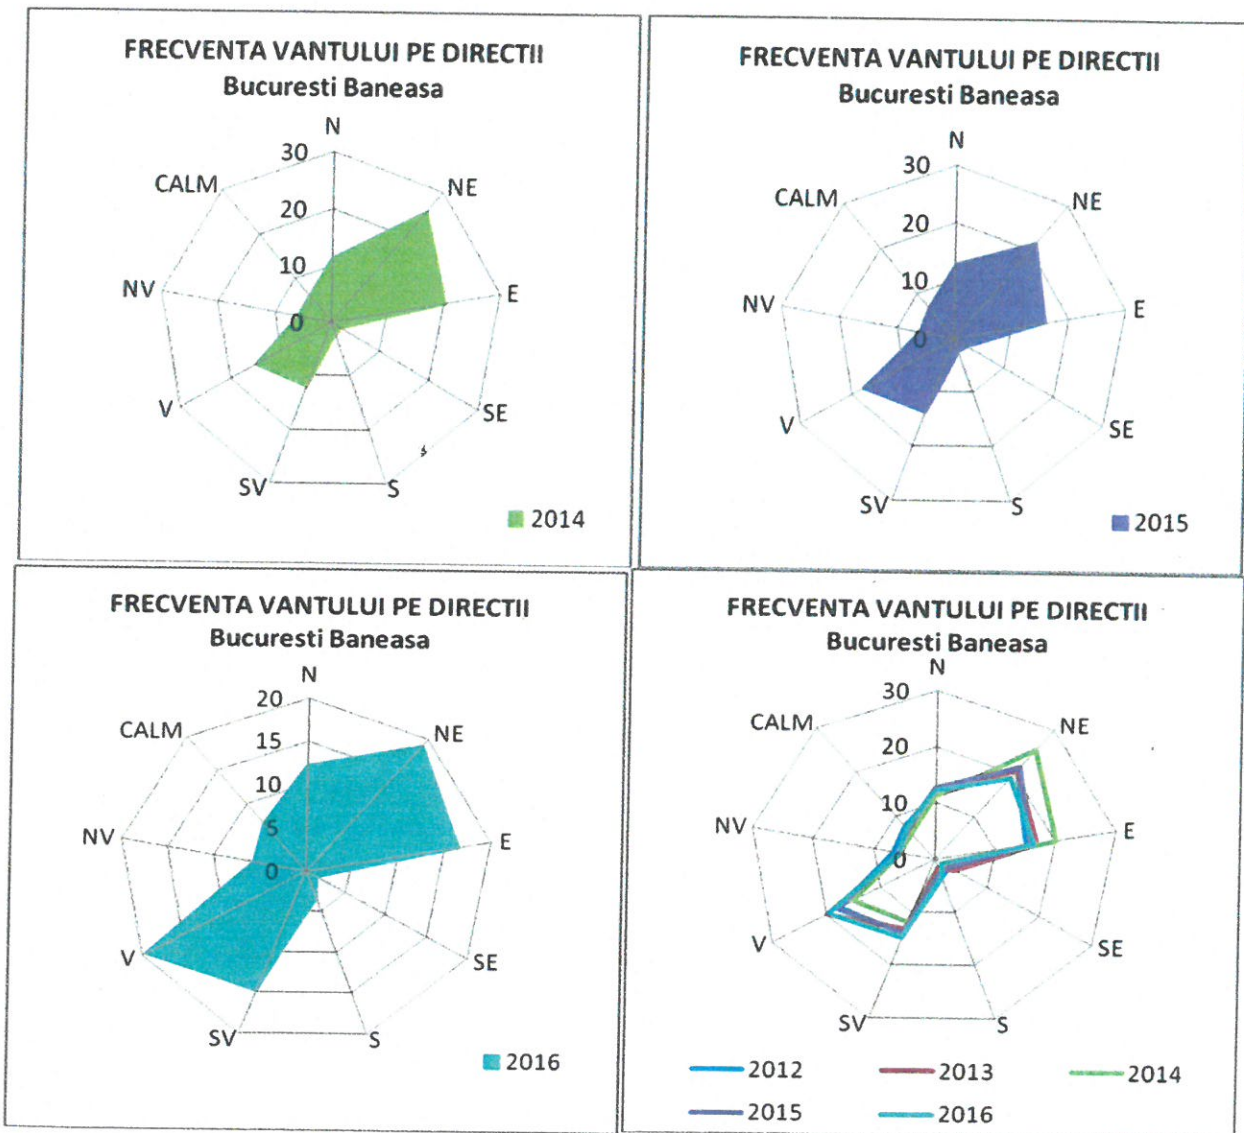 FRECVENTA VANTULUI PE DIRECTII
Bucuresti Baneasa
N
30
CALM
NE
20
10
NV
E
0
V
SE
SV
S
2014
FRECVENTA VANTULUI PE DIRECTII
Bucuresti Baneasa
N
30
CALM
NE
20
10
NV
E
0
V
SE
SV
S
2015
FRECVENTA VANTULUI PE DIRECTII
Bucuresti Baneasa
N
20
CALM
NE
15
10
NV
5
E
0
V
SE
SV
S
2016
FRECVENTA VANTULUI PE DIRECTII
Bucuresti Baneasa
N
30
CALM
NE
20
10
NV
E
0
V
SE
SV
S
2012 2013 2014
2015 2016